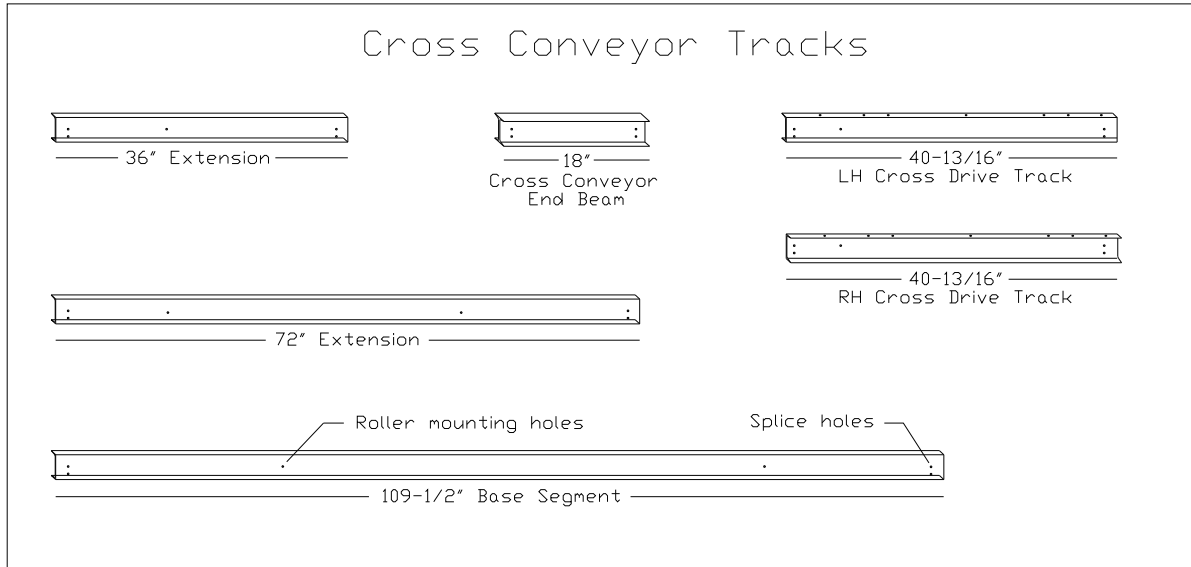 Cross Conveyor Tracks
36" Extension
18"
Cross Conveyor
End Beam
40-13/16"
LH Cross Drive Track
40-13/16"
RH Cross Drive Track
72" Extension
Roller mounting holes
Splice holes
109-1/2" Base Segment